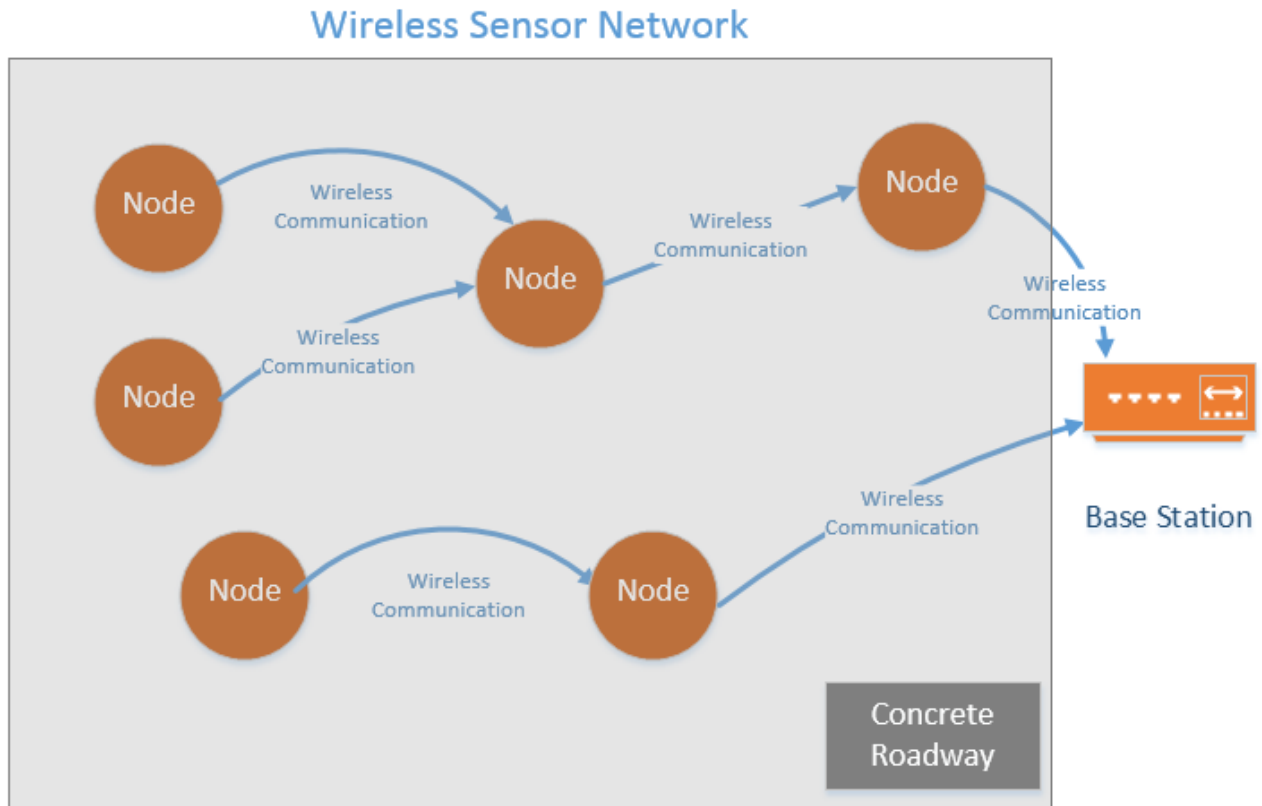 Wireless Sensor Network
Node
Wireless
Communication
Node
Wireless
Communication
Node
Wireless
Communication
Node
Wireless
Communication
Node
Wireless
Communication
Base Station
Node
Wireless
Communication
Node
Concrete
Roadway